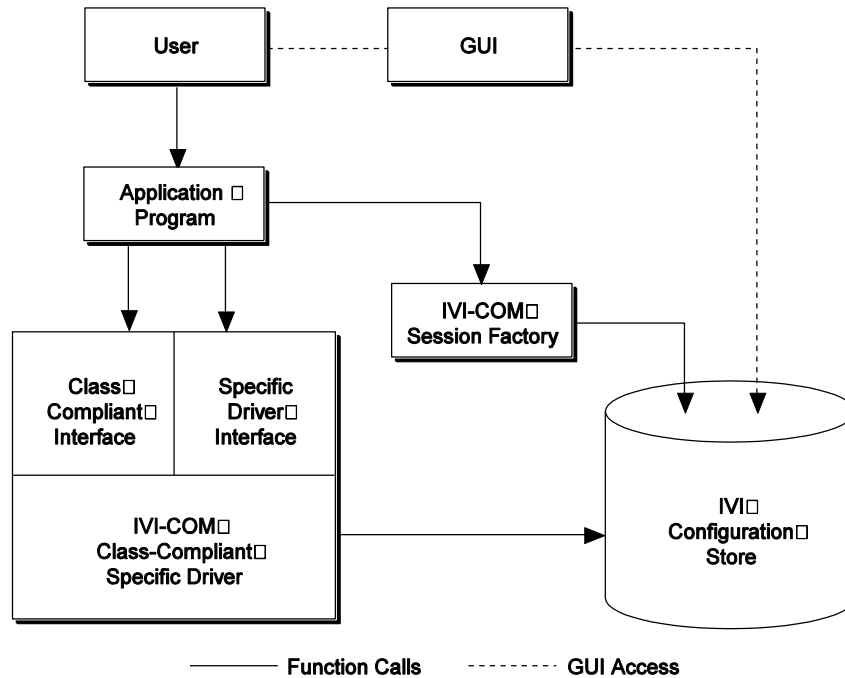 User
GUI
Application □
Program
IVI-COM□
Session Factory
Class□
Compliant□
Interface
Specific
Driver□
Interface
IVI-COM□
Class-Compliant□
Specific Driver
IVI□
Configuration□
Store
Function Calls
GUI Access